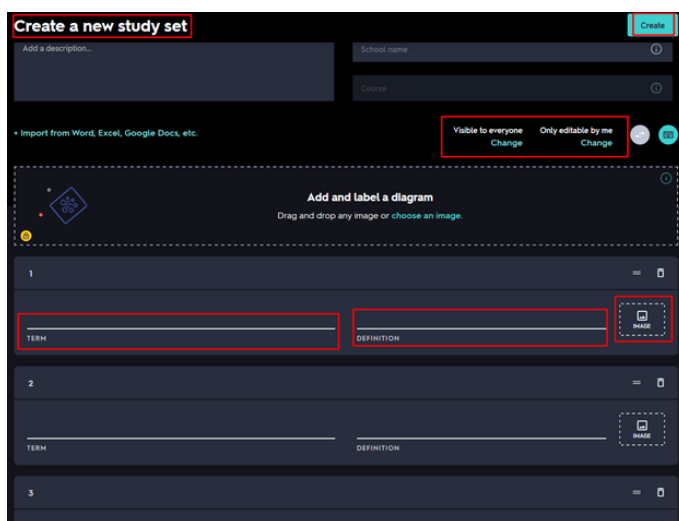 Create a new study set
Create
Add a description...
School name
Course
+ Import from Word, Excel, Google Docs, etc.
Visible to everyone
Change
Only editable by me
Change
Add and label a diagram
Drag and drop any image or choose an image.
1
TERM
DEFINITION
IMAGE
2
TERM
DEFINITION
IMAGE
3